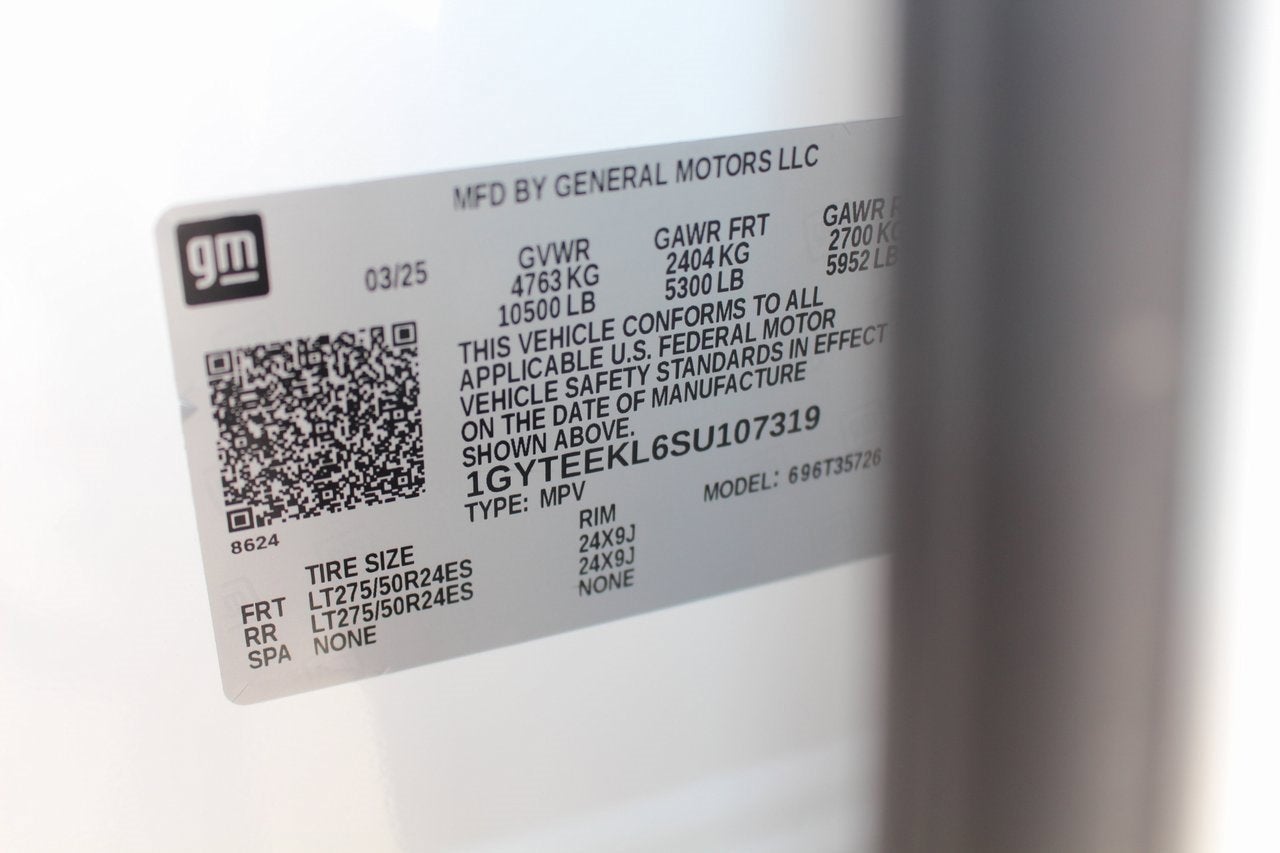 MFD BY GENERAL MOTORS LLC
gm
03/25
GVWR
4763 KG
10500 LB
GAWR FRT
2404 KG
5300 LB
GAWR
2700 KG
5952 LB
THIS VEHICLE CONFORMS TO ALL
APPLICABLE U.S. FEDERAL MOTOR
VEHICLE SAFETY STANDARDS IN EFFECT
ON THE DATE OF MANUFACTURE
SHOWN ABOVE.
1GYTEEKL6SU107319
TYPE: MPV
MODEL: 696T35726
8624
TIRE SIZE RIM
FRT LT275/50R24ES 24X9J
RR LT275/50R24ES 24X9J
SPA NONE NONE